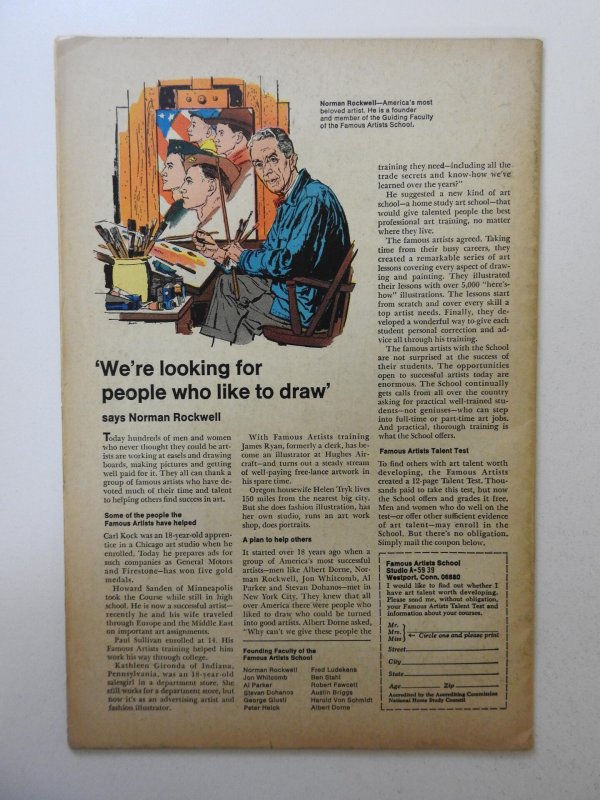 Norman Rockwell—America's most
beloved artist. He is a founder
and member of the Guiding Faculty
of the Famous Artists School.
'We're looking for
people who like to draw'
says Norman Rockwell
Today hundreds of men and women
who never thought they could be art-
ists are working at easels and drawing
boards, making pictures and getting
well paid for it. They all can thank a
group of famous artists who have de-
voted much of their time and talent
to helping others find success in art.
Some of the people the
Famous Artists have helped
Carl Kock was an 18-year-old appren-
tice in a Chicago art studio when he
enrolled. Today he prepares ads for
such companies as General Motors
and Firestone—has won five gold
medals.
Howard Sanden of Minneapolis
took the Course while still in high
school. He is now a successful artist—
recently he and his wife traveled
through Europe and the Middle East
on important art assignments.
Paul Sullivan enrolled at 14. His
Famous Artists training helped him
work his way through college.
Kathleen Gironda of Indiana,
Pennsylvania, was an 18-year-old
salesgirl in a department store. She
still works for a department store, but
now it's as an advertising artist and
fashion illustrator.
With Famous Artists training
James Ryan, formerly a clerk, has be-
come an illustrator at Hughes Air-
craft—and turns out a steady stream
of well-paying free-lance artwork in
his spare time.
Oregon housewife Helen Tryk lives
150 miles from the nearest big city.
But she does fashion illustration, has
her own studio, runs an art work
shop, does portraits.
A plan to help others
It started over 18 years ago when a
group of America's most successful
artists—men like Albert Dorne, Nor-
man Rockwell, Jon Whitcomb, Al
Parker and Stevan Dohanos—met in
New York City. They knew that all
over America there were people who
liked to draw who could be turned
into good artists. Albert Dorne asked,
"Why can't we give these people the
Founding Faculty of the
Famous Artists School
Norman Rockwell
Jon Whitcomb
Al Parker
Stevan Dohanos
George Giusti
Peter Helck
Fred Ludekens
Ben Stahl
Robert Fawcett
Austin Briggs
Harold Von Schmidt
Albert Dorne
training they need—including all the
trade secrets and know-how we've
learned over the years?"
He suggested a new kind of art
school—a home study art school—that
would give talented people the best
professional art training, no matter
where they live.
The famous artists agreed. Taking
time from their busy careers, they
created a remarkable series of art
lessons covering every aspect of draw-
ing and painting. They illustrated
their lessons with over 5,000 "here's-
how" illustrations. The lessons start
from scratch and cover every skill a
top artist needs. Finally, they de-
veloped a wonderful way to give each
student personal correction and ad-
vice all through his training.
The famous artists with the School
are not surprised at the success of
their students. The opportunities
open to successful artists today are
enormous. The School continually
gets calls from all over the country
asking for practical well-trained stu-
dents—not geniuses—who can step
into full-time or part-time art jobs.
And practical, thorough training is
what the School offers.
Famous Artists Talent Test
To find others with art talent worth
developing, the Famous Artists
created a 12-page Talent Test. Thou-
sands paid to take this test, but now
the School offers and grades it free.
Men and women who do well on the
test—or offer other sufficient evidence
of art talent—may enroll in the
School. But there's no obligation.
Simply mail the coupon below.
Famous Artists School
Studio A-5939
Westport, Conn. 06880
I would like to find out whether I
have art talent worth developing.
Please send me, without obligation,
your Famous Artists Talent Test and
information about your courses.
Mr.
Mrs. ← Circle one and please print
Miss
Street
City
State
Age Zip
Accredited by the Accrediting Commission
National Home Study Council